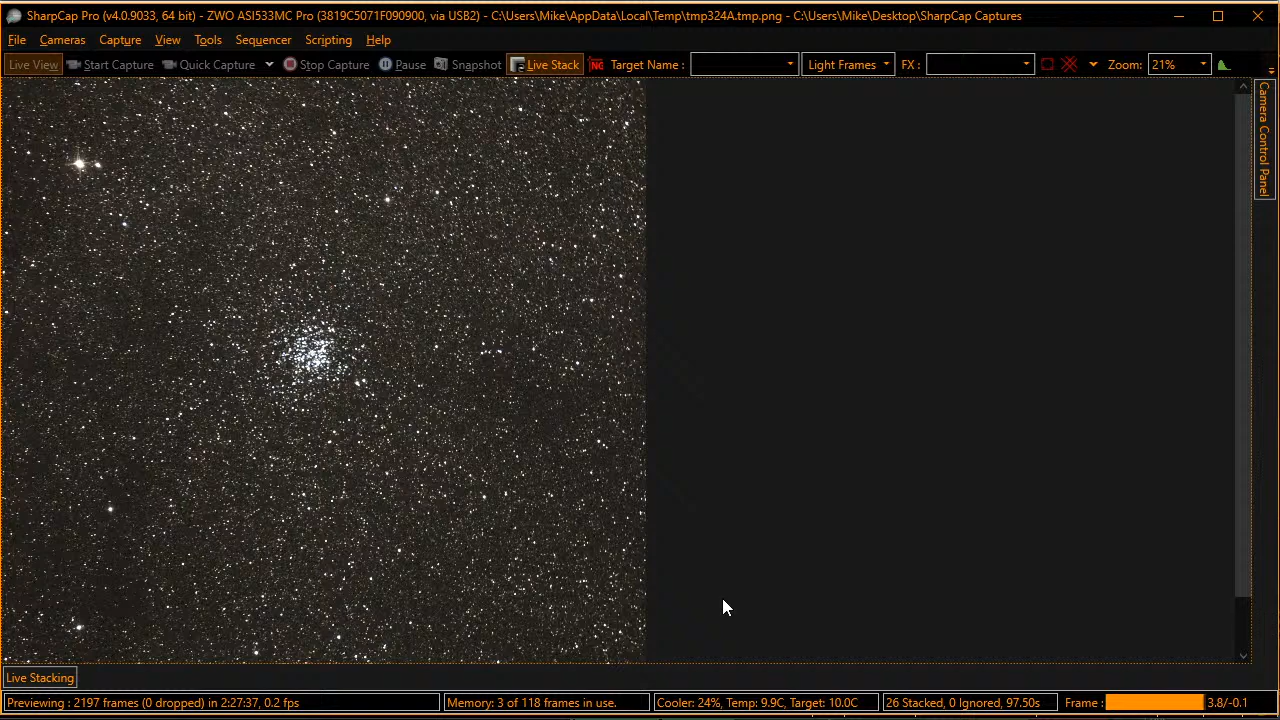 SharpCap Pro (v4.0.9033, 64 bit) - ZWO ASI533MC Pro (3819C5071F090900, via USB2) - C:\Users\Mike\AppData\Local\Temp\tmp324A.tmp.png - C:\Users\Mike\Desktop\SharpCap Captures
File Cameras Capture View Tools Sequencer Scripting Help
Live View Start Capture Quick Capture Stop Capture Pause Snapshot Live Stack NC Target Name : Light Frames FX : Zoom: 21%
Camera Control Panel
Live Stacking
Previewing : 2197 frames (0 dropped) in 2:27:37, 0.2 fps Memory: 3 of 118 frames in use. Cooler: 24%, Temp: 9.9C, Target: 10.0C 26 Stacked, 0 Ignored, 97.50s Frame : 3.8/-0.1